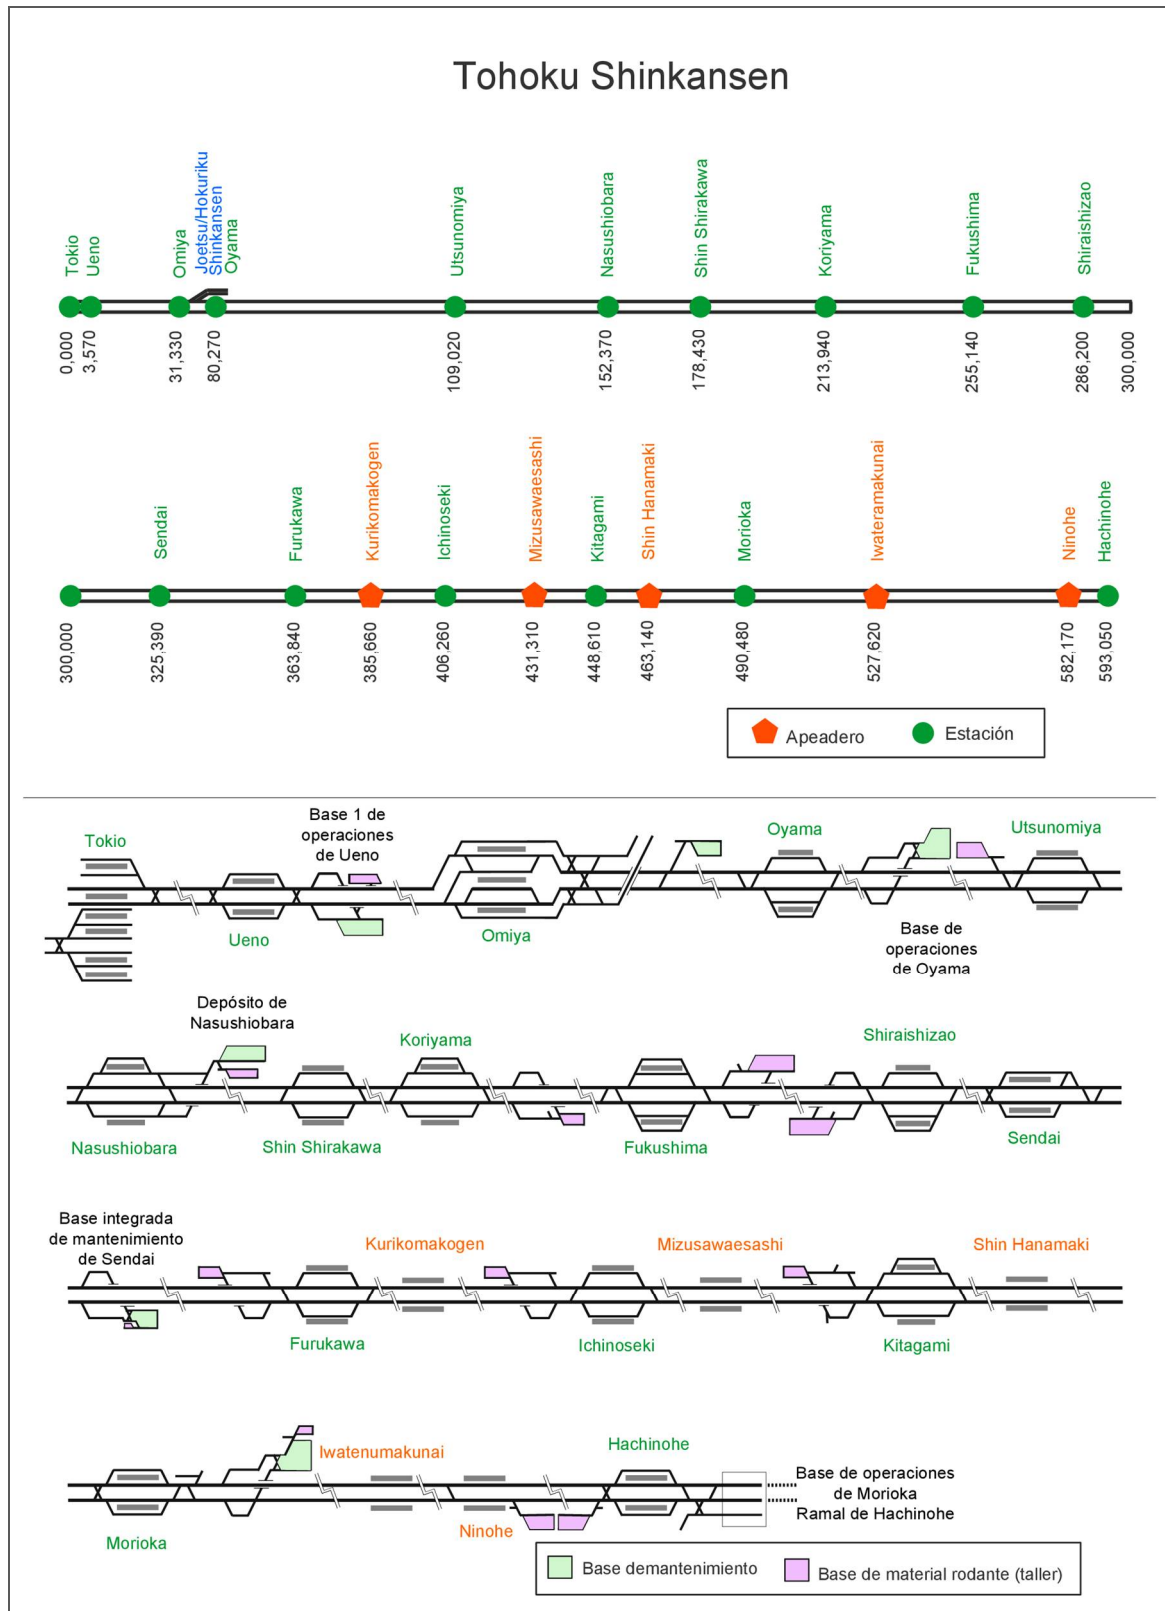 Tohoku Shinkansen
Tokio
Ueno
Omiya
Joetsu/Hokuriku
Shinkansen
Oyama
Utsunomiya
Nasushiobara
Shin Shirakawa
Koriyama
Fukushima
Shiraishizao
0,000
3,570
31,330
80,270
109,020
152,370
178,430
213,940
255,140
286,200
300,000
Sendai
Furukawa
Kurikomakogen
Ichinoseki
Mizusawaesashi
Kitagami
Shin Hanamaki
Morioka
Iwateramakunai
Ninohe
Hachinohe
300,000
325,390
363,840
385,660
406,260
431,310
448,610
463,140
490,480
527,620
582,170
593,050
Apeadero
Estación
Tokio
Base 1 de
operaciones
de Ueno
Oyama
Utsunomiya
Ueno
Omiya
Base de
operaciones
de Oyama
Depósito de
Nasushiobara
Koriyama
Shiraishizao
Nasushiobara
Shin Shirakawa
Fukushima
Sendai
Base integrada
de mantenimiento
de Sendai
Kurikomakogen
Mizusawaesashi
Shin Hanamaki
Furukawa
Ichinoseki
Kitagami
Iwatenumakunai
Hachinohe
Base de operaciones
de Morioka
Ramal de Hachinohe
Morioka
Ninohe
Base demantenimiento
Base de material rodante (taller)